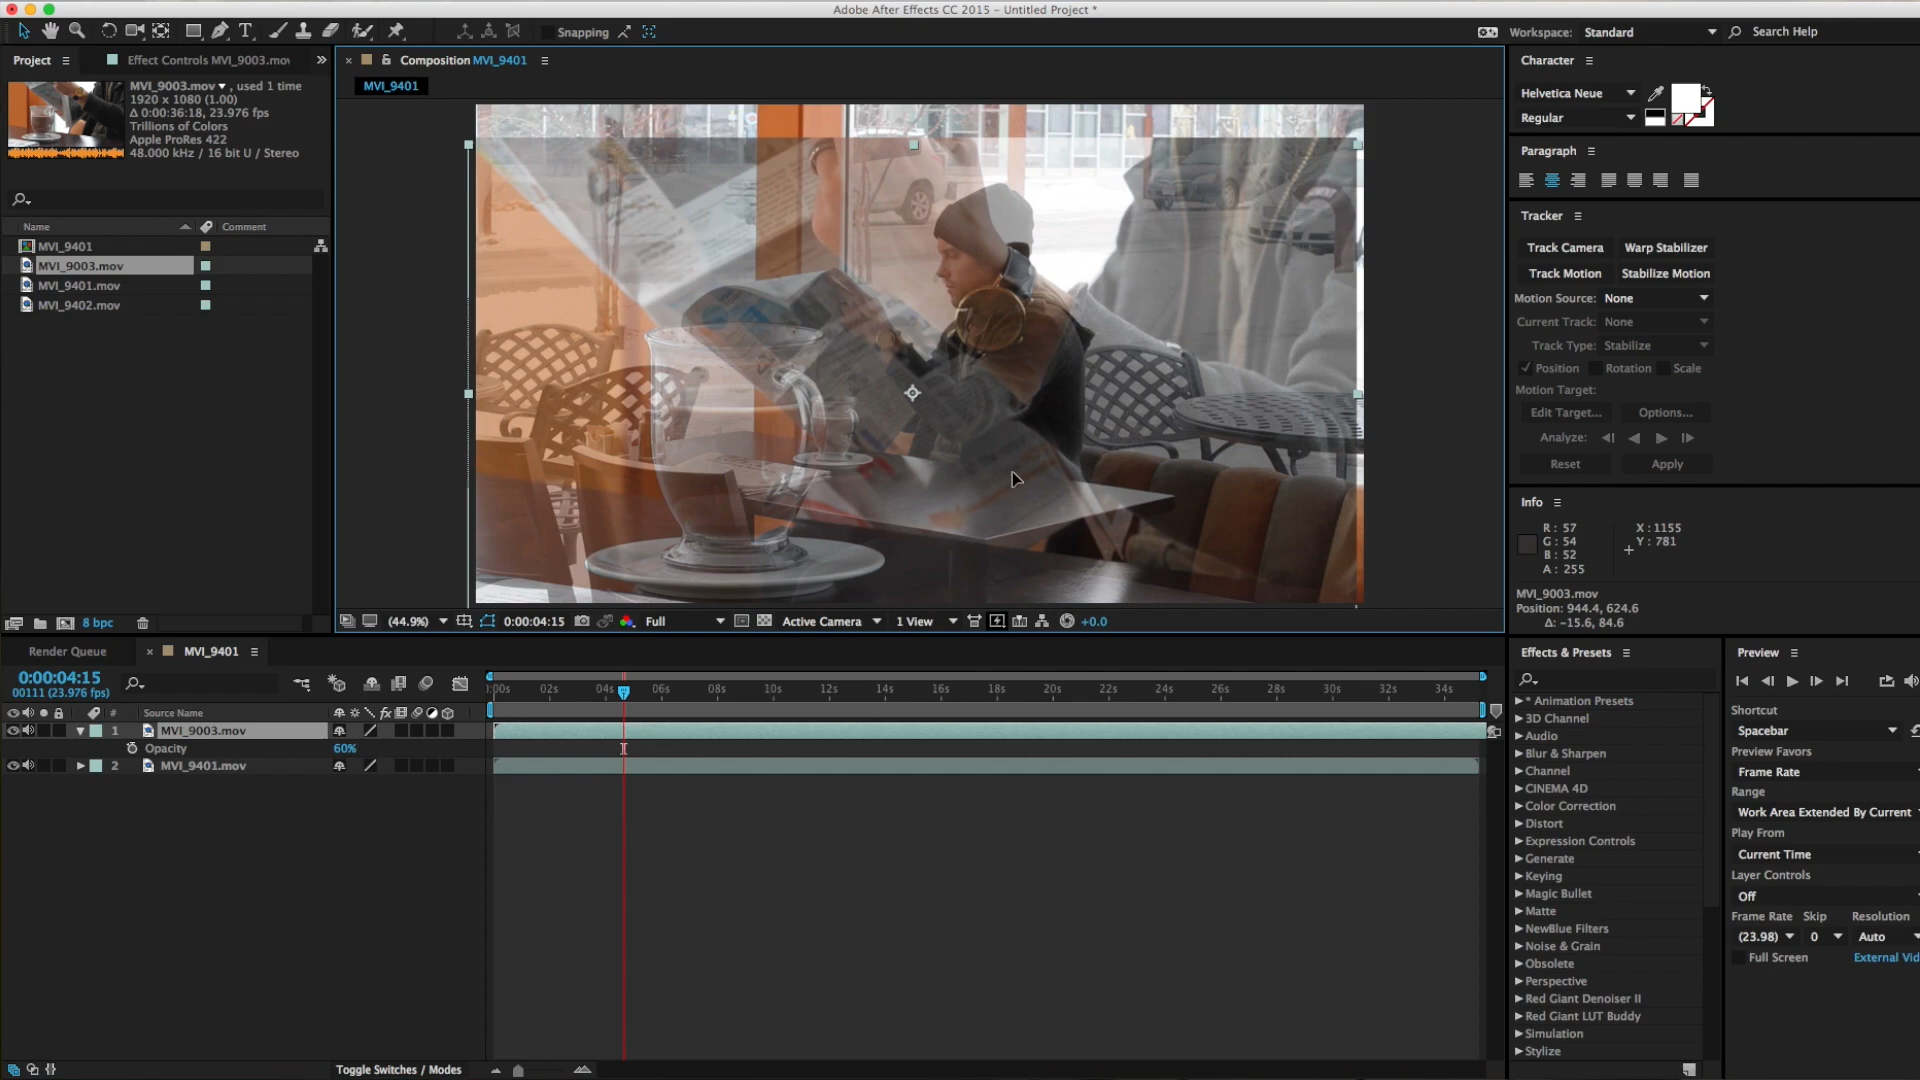 Adobe After Effects CC 2015 – Untitled Project *
Snapping
Workspace: Standard
Search Help
Project
Effect Controls MVI_9003.mov
MVI_9003.mov , used 1 time
1920 x 1080 (1.00)
Δ 0:00:36:18, 23.976 fps
Trillions of Colors
Apple ProRes 422
48.000 kHz / 16 bit U / Stereo
Name
Comment
MVI_9401
MVI_9003.mov
MVI_9401.mov
MVI_9402.mov
8 bpc
Composition MVI_9401
MVI_9401
(44.9%)
0:00:04:15
Full
Active Camera
1 View
+0.0
Character
Helvetica Neue
Regular
Paragraph
Tracker
Track Camera
Warp Stabilizer
Track Motion
Stabilize Motion
Motion Source: None
Current Track: None
Track Type: Stabilize
Position
Rotation
Scale
Motion Target:
Edit Target...
Options...
Analyze:
Reset
Apply
Info
R : 57
G : 54
B : 52
A : 255
X : 1155
Y : 781
MVI_9003.mov
Position: 944.4, 624.6
Δ: -15.6, 84.6
Render Queue
MVI_9401
0:00:04:15
00111 (23.976 fps)
:00s
02s
04s
06s
08s
10s
12s
14s
16s
18s
20s
22s
24s
26s
28s
30s
32s
34s
#
Source Name
fx
1
MVI_9003.mov
Opacity
60%
2
MVI_9401.mov
Toggle Switches / Modes
Effects & Presets
* Animation Presets
3D Channel
Audio
Blur & Sharpen
Channel
CINEMA 4D
Color Correction
Distort
Expression Controls
Generate
Keying
Magic Bullet
Matte
NewBlue Filters
Noise & Grain
Obsolete
Perspective
Red Giant Denoiser II
Red Giant LUT Buddy
Simulation
Stylize
Preview
Shortcut
Spacebar
Preview Favors
Frame Rate
Range
Work Area Extended By Current
Play From
Current Time
Layer Controls
Off
Frame Rate
Skip
Resolution
(23.98)
0
Auto
Full Screen
External Vid